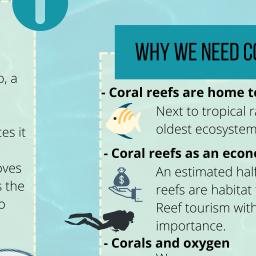 WHY WE NEED CO
- Coral reefs are home to
Next to tropical ra
oldest ecosystem
- Coral reefs as an econo
An estimated half
reefs are habitat
Reef tourism with
importance.
- Corals and oxygen
o, a
ces it
oves
s the
o